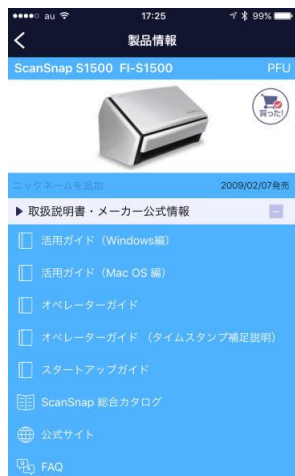 au 17:25 99%
製品情報
ScanSnap S1500 FI-S1500 PFU
買った!
ニックネームを追加 2009/02/07発売
取扱説明書・メーカー公式情報
活用ガイド(Windows編)
活用ガイド(Mac OS 編)
オペレーターガイド
オペレーターガイド (タイムスタンプ補足説明)
スタートアップガイド
ScanSnap 総合カタログ
公式サイト
FAQ